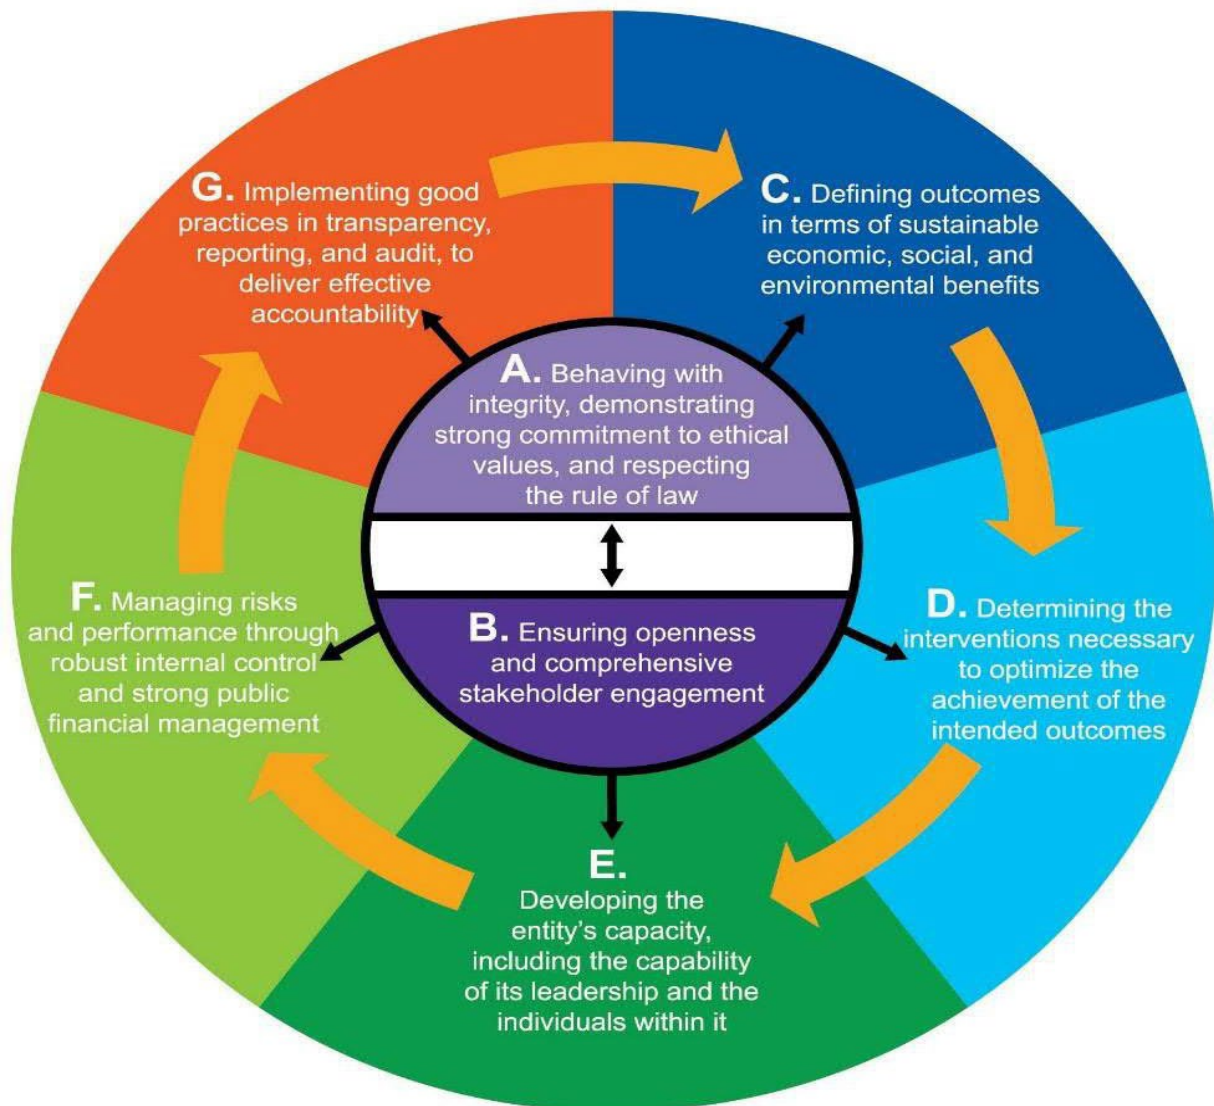 G. Implementing good
practices in transparency,
reporting, and audit, to
deliver effective
accountability
C. Defining outcomes
in terms of sustainable
economic, social, and
environmental benefits
A. Behaving with
integrity, demonstrating
strong commitment to ethical
values, and respecting
the rule of law
F. Managing risks
and performance through
robust internal control
and strong public
financial management
B. Ensuring openness
and comprehensive
stakeholder engagement
D. Determining the
interventions necessary
to optimize the
achievement of the
intended outcomes
E.
Developing the
entity’s capacity,
including the capability
of its leadership and the
individuals within it